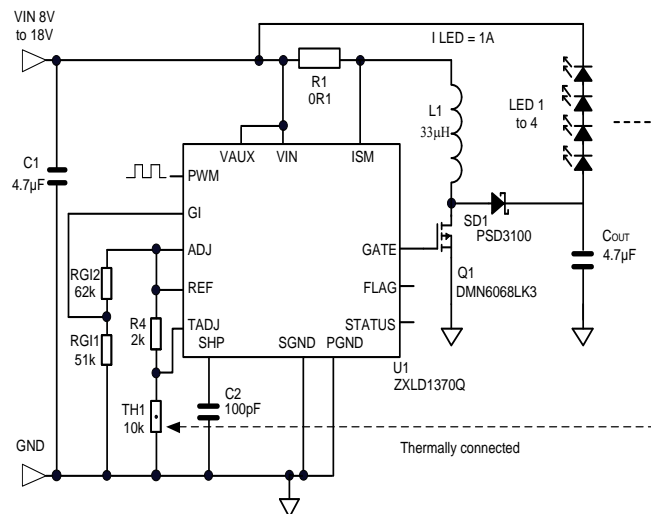 VIN 8V
to 18V
I LED = 1A
R1
0R1
L1
33µH
LED 1
to 4
C1
4.7µF
VAUX
VIN
ISM
PWM
GI
ADJ
REF
TADJ
SHP
SGND
PGND
GATE
FLAG
STATUS
SD1
PSD3100
Q1
DMN6068LK3
COUT
4.7µF
RGI2
62k
RGI1
51k
R4
2k
TH1
10k
C2
100pF
U1
ZXLD1370Q
GND
Thermally connected